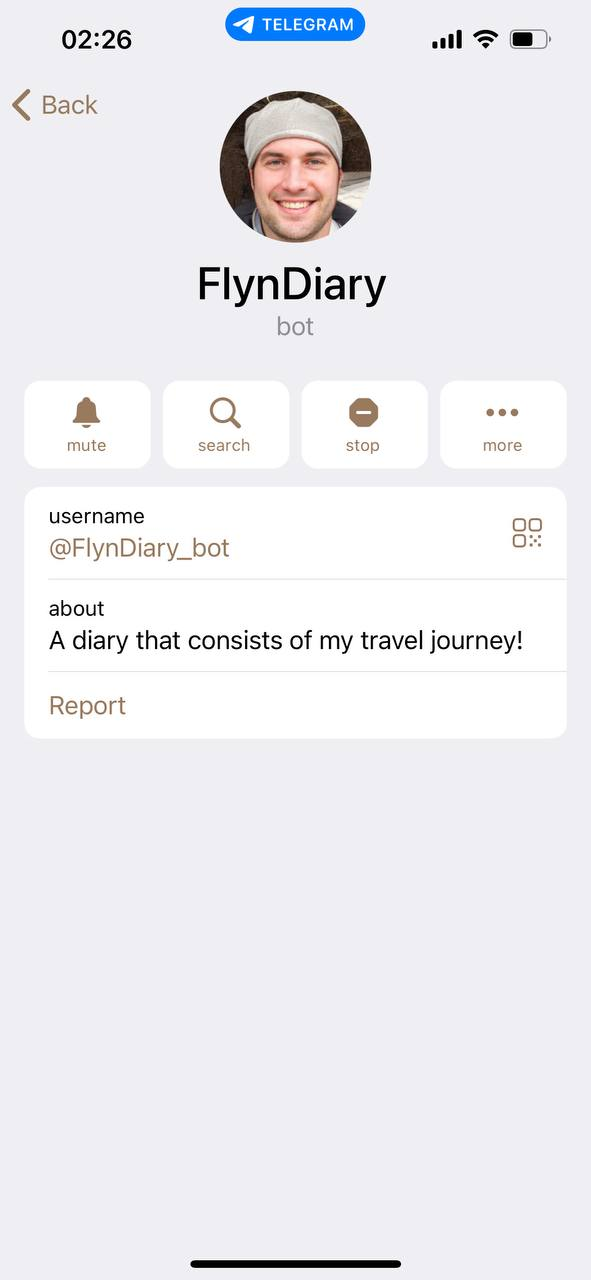 02:26
TELEGRAM
Back
FlynDiary
bot
mute
search
stop
more
username
@FlynDiary_bot
about
A diary that consists of my travel journey!
Report